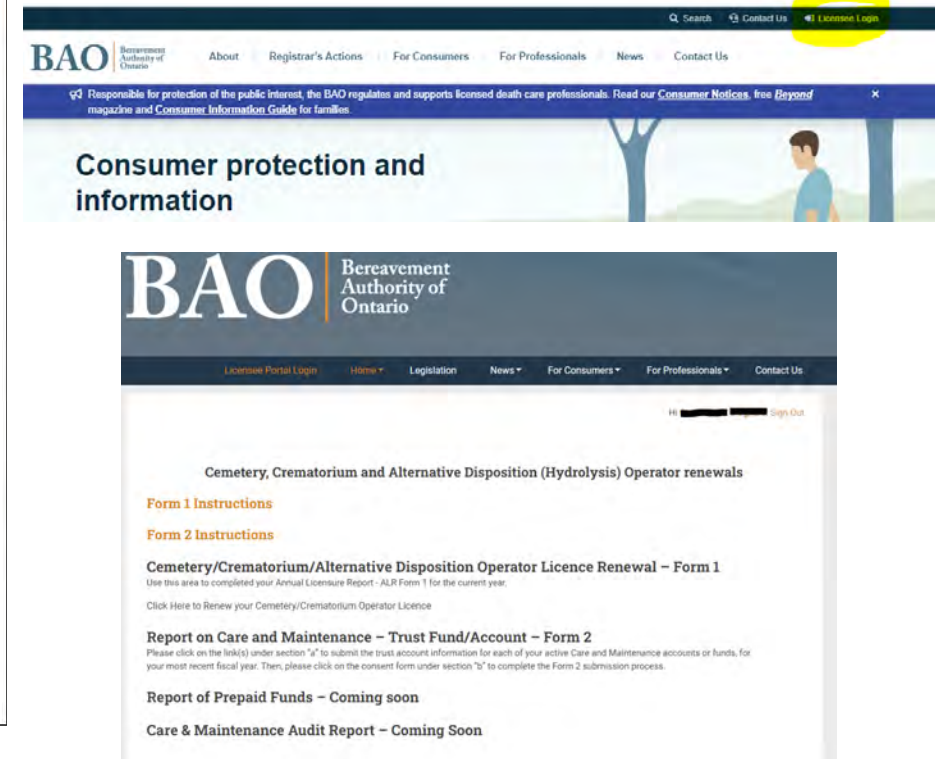 Search Contact Us Licensee Login
BAO Bereavement Authority of Ontario
About Registrar's Actions For Consumers For Professionals News Contact Us
Responsible for protection of the public interest, the BAO regulates and supports licensed death care professionals. Read our Consumer Notices, free Beyond
magazine and Consumer Information Guide for families.
Consumer protection and
information
BAO
Bereavement
Authority of
Ontario
Licensee Portal Login Home Legislation News For Consumers For Professionals Contact Us
Hi Sign Out
Cemetery, Crematorium and Alternative Disposition (Hydrolysis) Operator renewals
Form 1 Instructions
Form 2 Instructions
Cemetery/Crematorium/Alternative Disposition Operator Licence Renewal – Form 1
Use this area to completed your Annual Licensure Report - ALR Form 1 for the current year.
Click Here to Renew your Cemetery/Crematorium Operator Licence
Report on Care and Maintenance – Trust Fund/Account – Form 2
Please click on the link(s) under section "a" to submit the trust account information for each of your active Care and Maintenance accounts or funds, for
your most recent fiscal year. Then, please click on the consent form under section "b" to complete the Form 2 submission
process.
Report of Prepaid Funds – Coming soon
Care & Maintenance Audit Report – Coming Soon